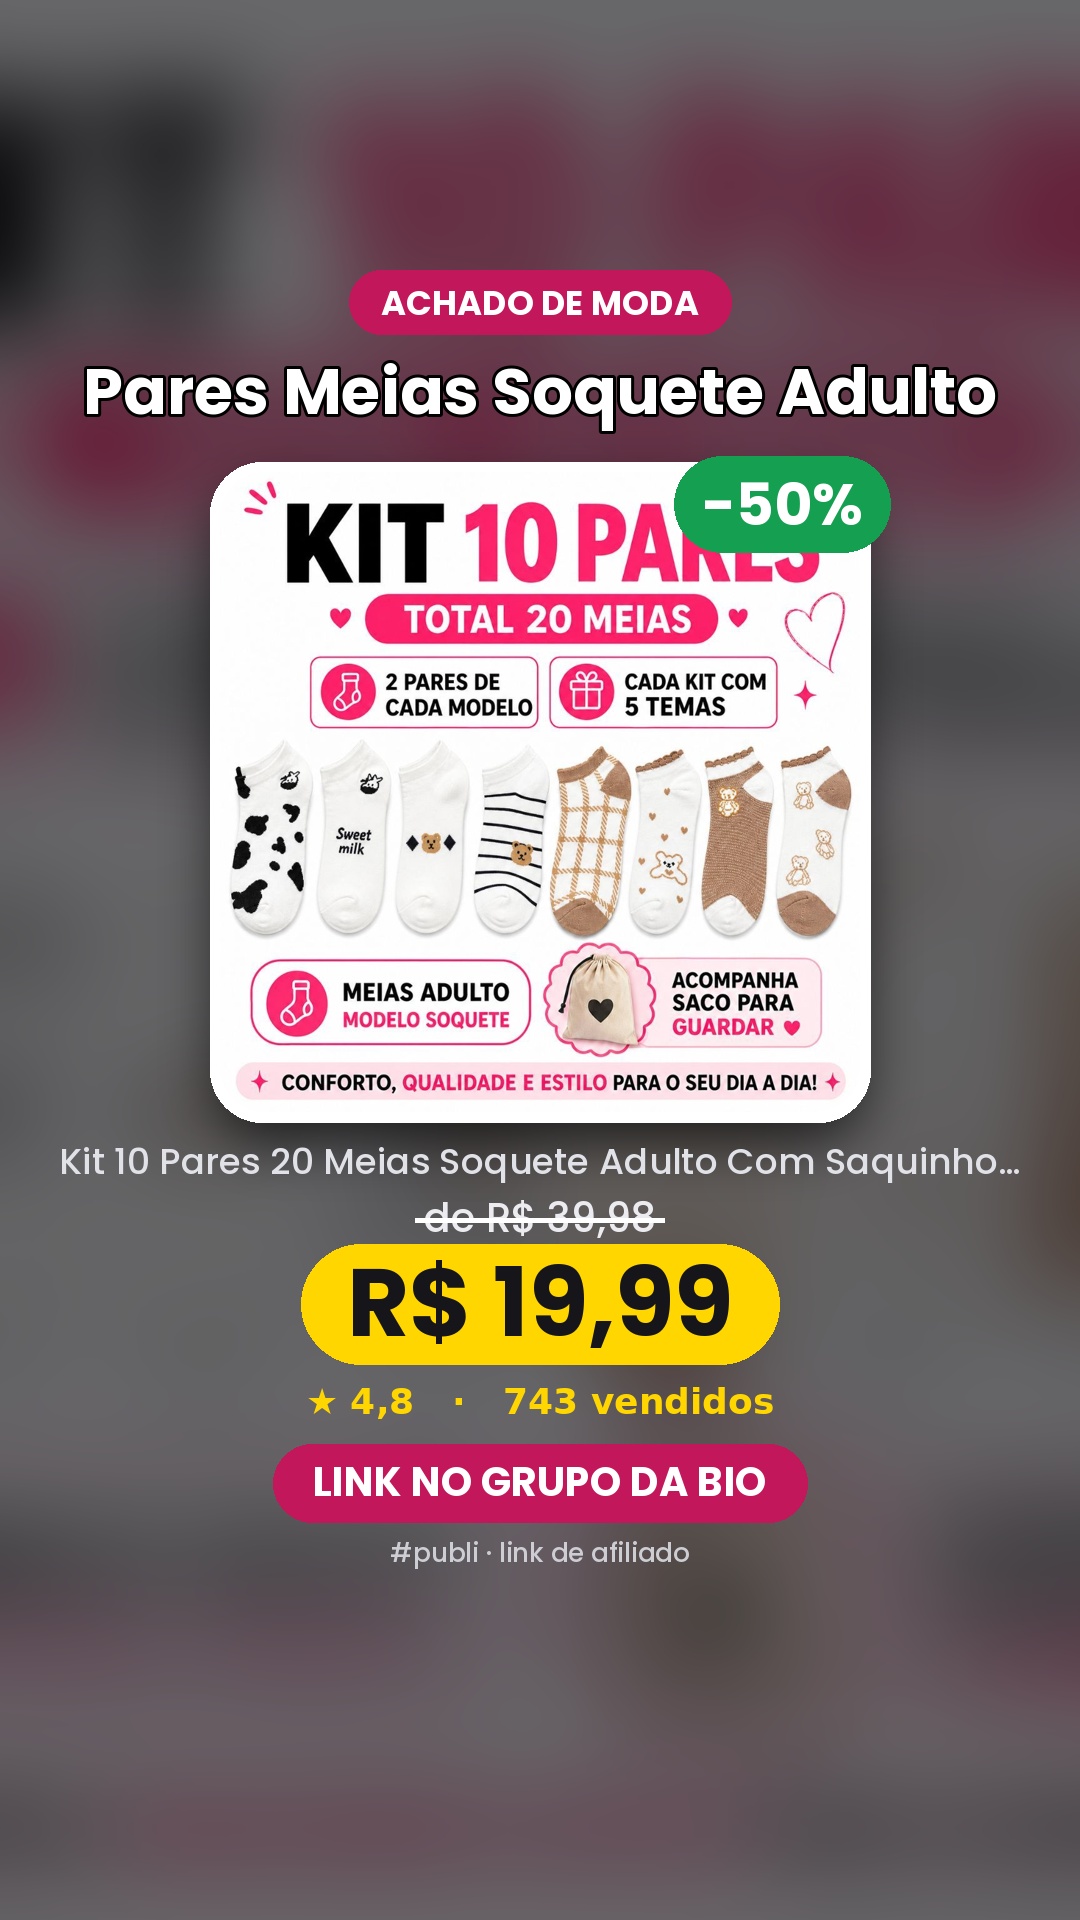 ACHADO DE MODA
Pares Meias Soquete Adulto
-50%
KIT 10 PARES
TOTAL 20 MEIAS
2 PARES DE
CADA MODELO
CADA KIT COM
5 TEMAS
Sweet
milk
MEIAS ADULTO
MODELO SOQUETE
ACOMPANHA
SACO PARA
GUARDAR
CONFORTO, QUALIDADE E ESTILO PARA O SEU DIA A DIA!
Kit 10 Pares 20 Meias Soquete Adulto Com Saquinho...
de R$ 39,98
R$ 19,99
★ 4,8 · 743 vendidos
LINK NO GRUPO DA BIO
#publi · link de afiliado